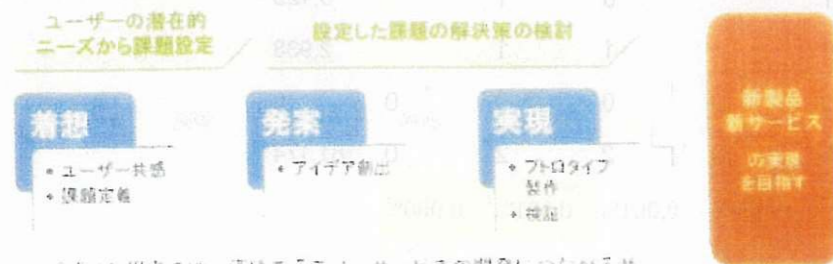 ユーザーの潜在的
ニーズから課題設定
設定した課題の解決策の検討
着想
・ユーザー共感
・課題定義
発案
・アイデア創出
実現
・プトロタイプ
製作
・検証
新製品
新サービス
の実現
を目指す